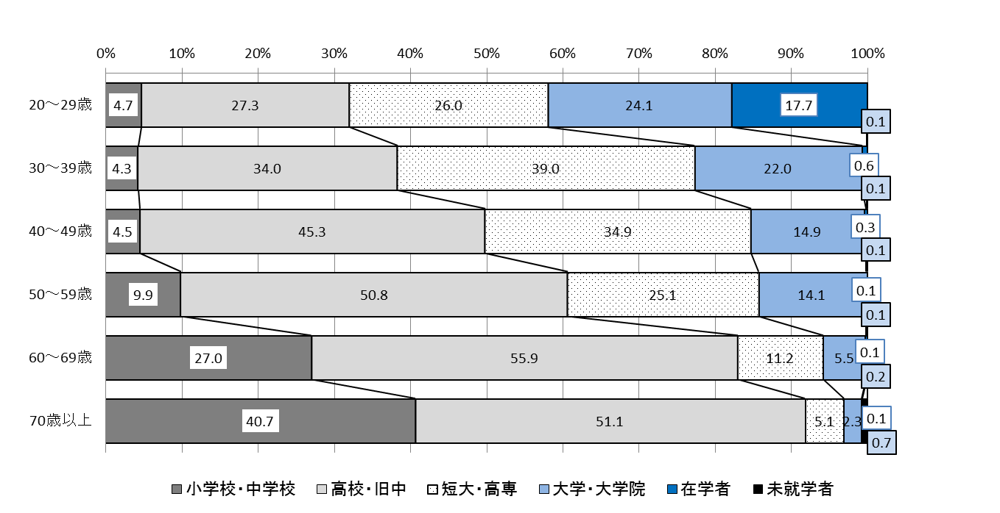 0% 10% 20% 30% 40% 50% 60% 70% 80% 90% 100%
20～29歳 4.7 27.3 26.0 24.1 17.7 0.1
30～39歳 4.3 34.0 39.0 22.0 0.6 0.1
40～49歳 4.5 45.3 34.9 14.9 0.3 0.1
50～59歳 9.9 50.8 25.1 14.1 0.1 0.1
60～69歳 27.0 55.9 11.2 5.5 0.1 0.2
70歳以上 40.7 51.1 5.1 2.3 0.1 0.7
小学校・中学校 高校・旧中 短大・高専 大学・大学院 在学者 未就学者